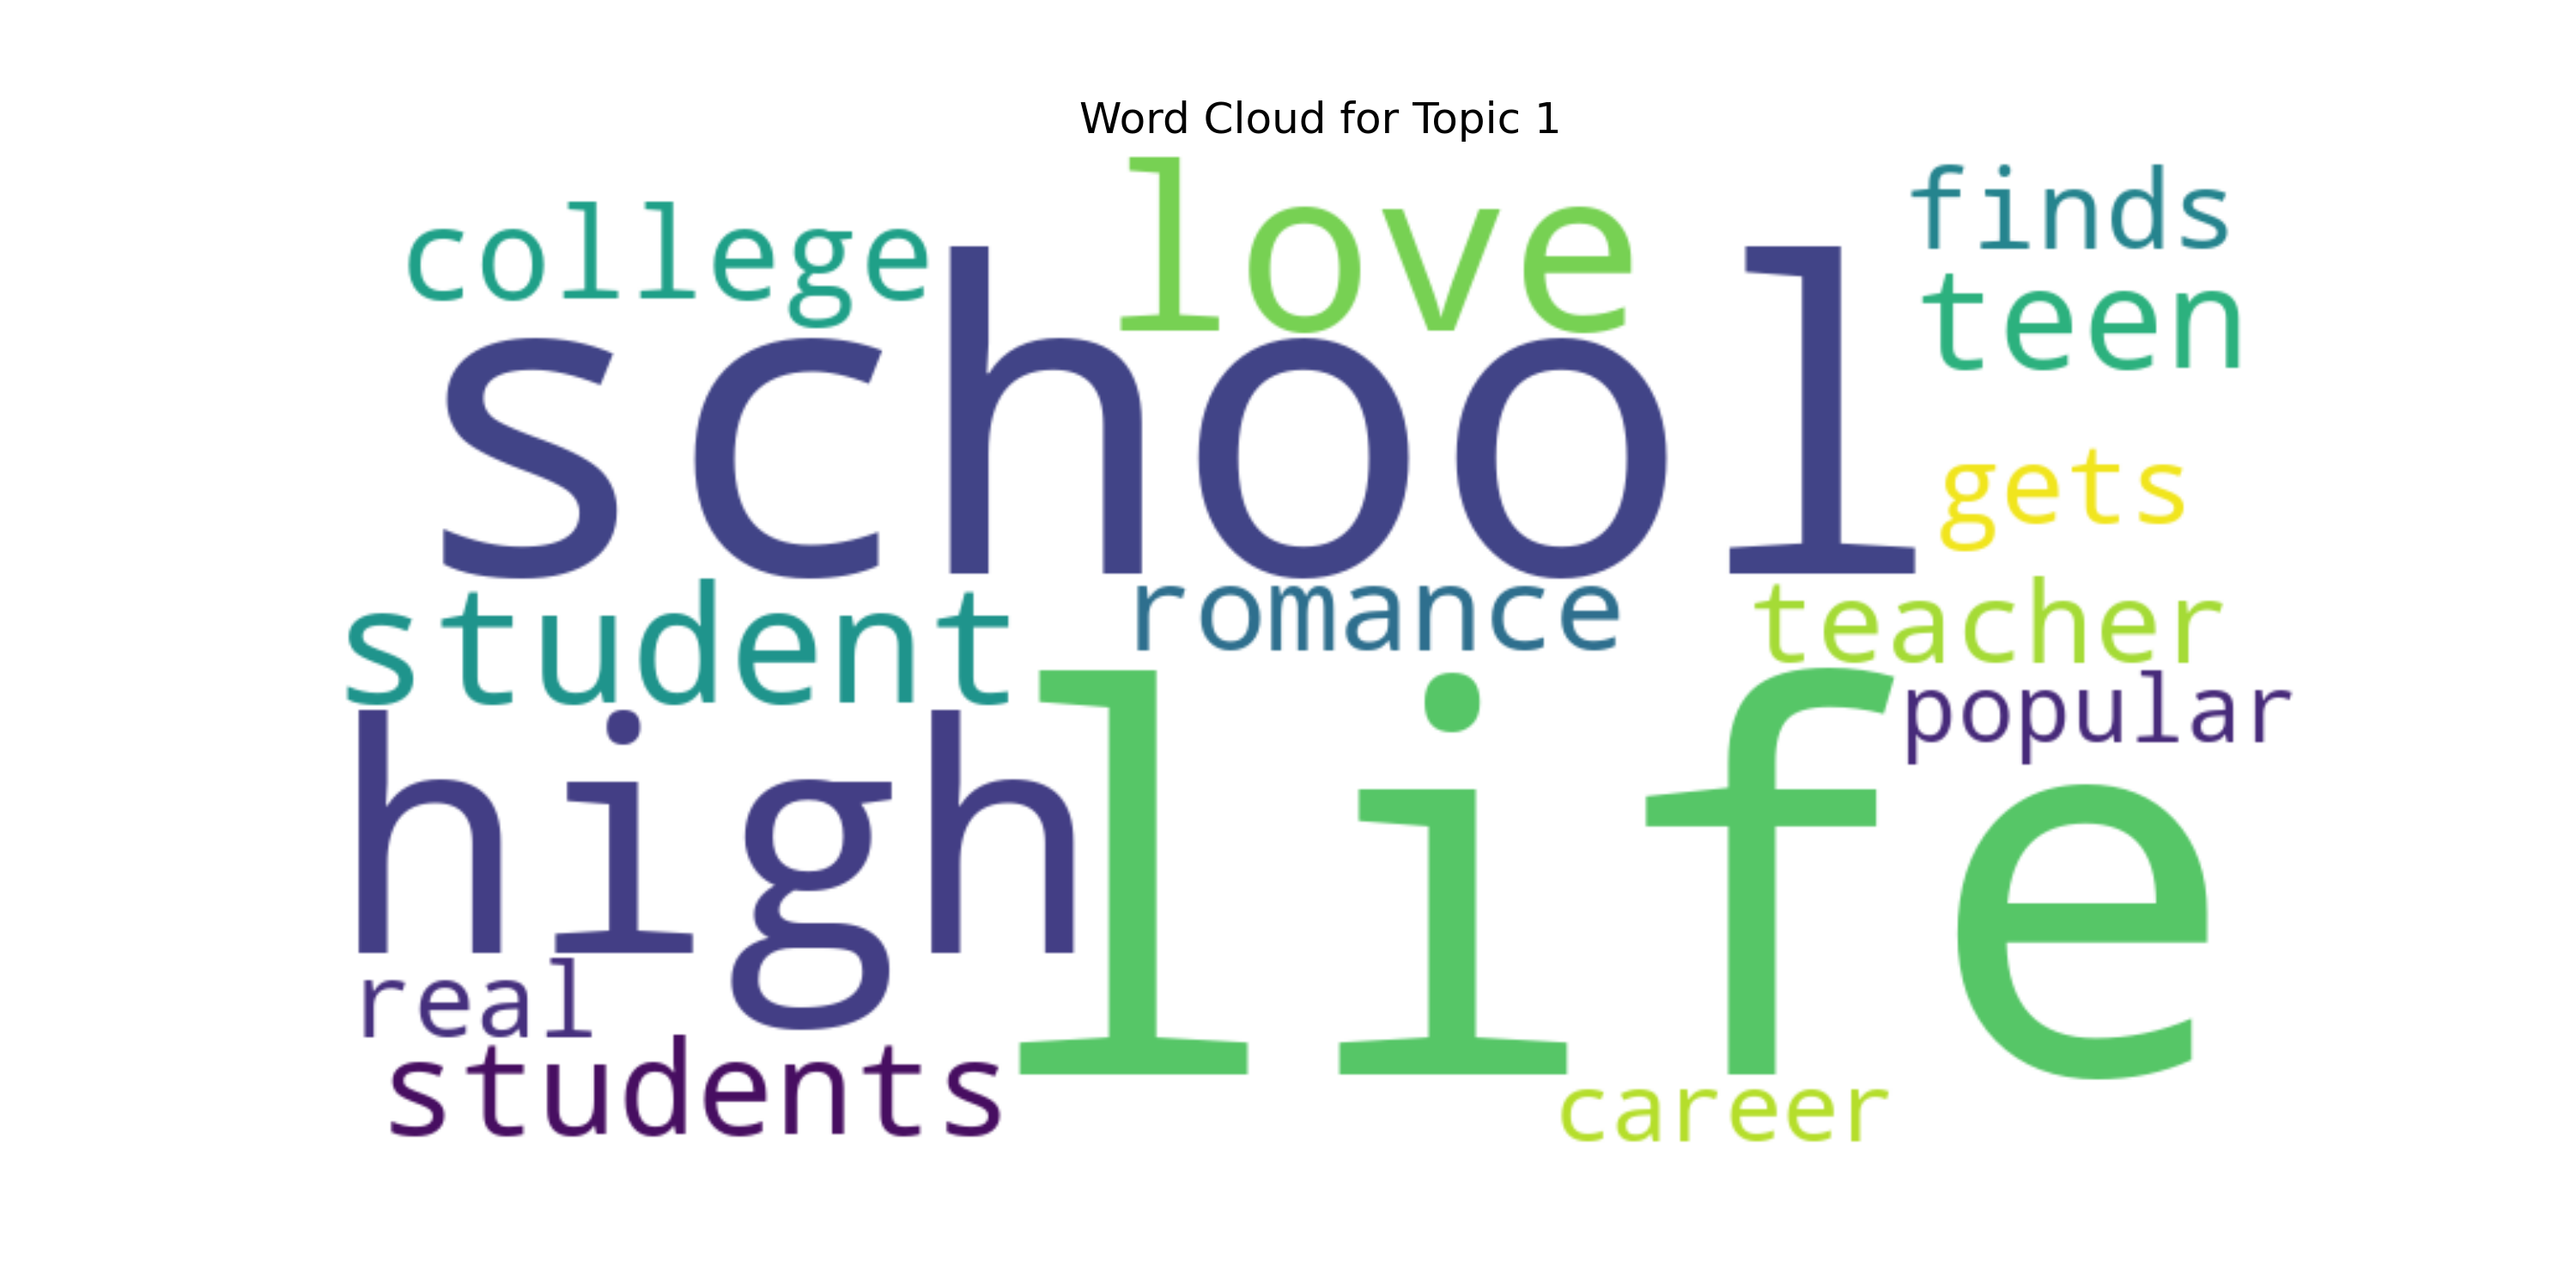 Word Cloud for Topic 1
love
finds
college
teen
school
gets
student
romance
teacher
popular
high
life
real
students
career